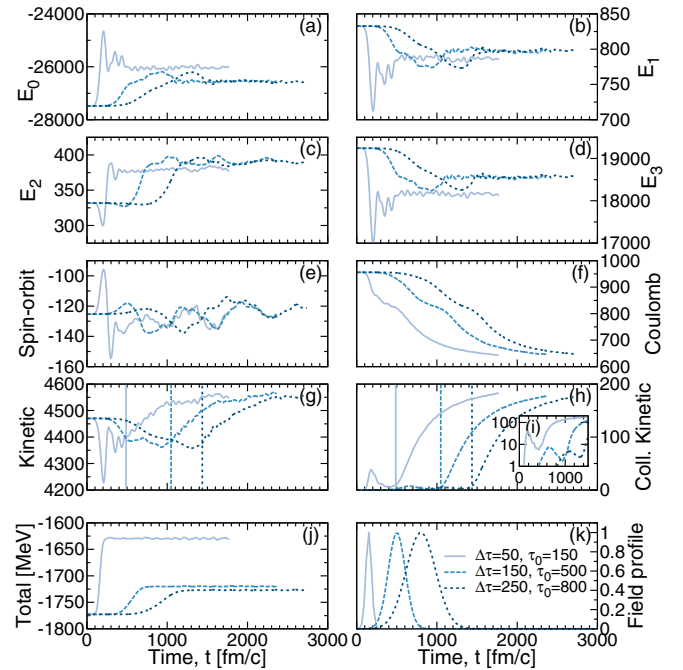 -24000
-26000
-28000
E0
(a)
(b)
900
850
800
750
700
E1
400
350
300
E2
(c)
(d)
19000
18000
17000
E3
-100
-120
-140
-160
Spin-orbit
(e)
(f)
1000
900
800
700
600
Coulomb
4600
4500
4400
4300
4200
Kinetic
(g)
(h)
200
100
0
Coll. Kinetic
(i)
100
10
1
0
1000
-1600
-1650
-1700
-1750
-1800
Total [MeV]
(j)
(k)
1
0.8
0.6
0.4
0.2
0
Field profile
Δτ=50, τ0=150
Δτ=150, τ0=500
Δτ=250, τ0=800
0
1000
2000
3000
0
1000
2000
3000
Time, t [fm/c]
Time, t [fm/c]